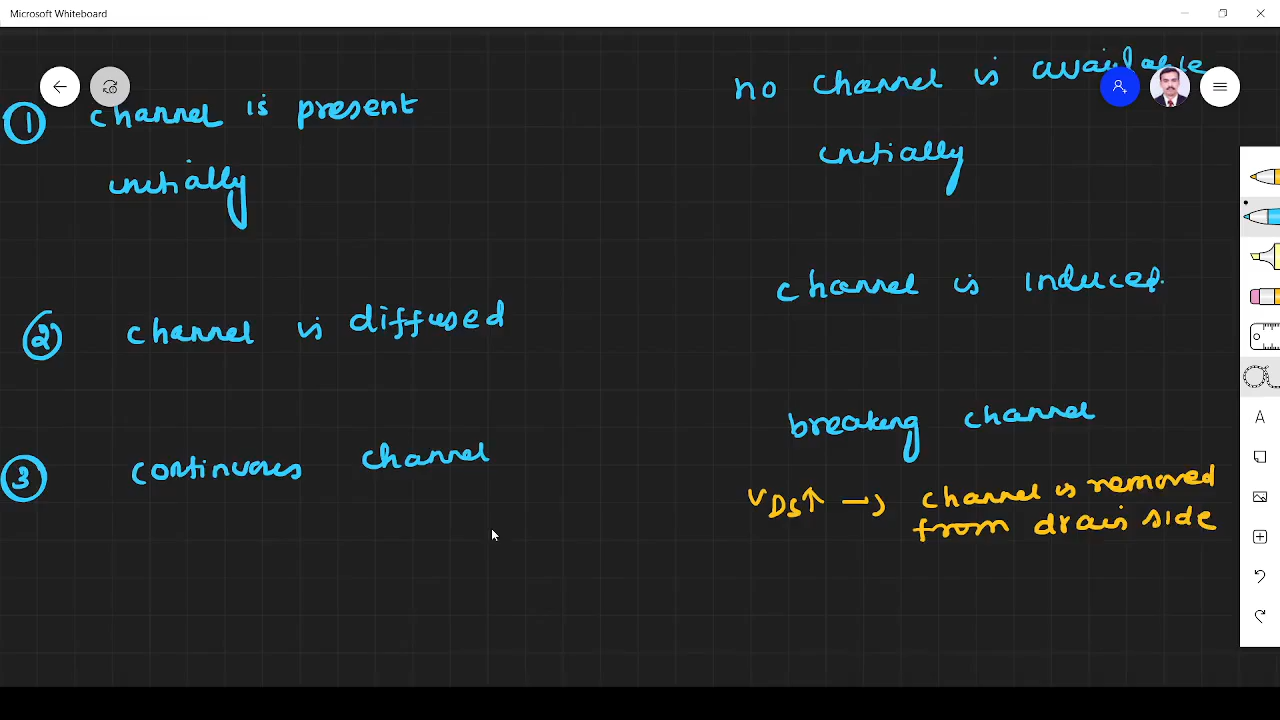 Microsoft Whiteboard
① channel is present
initially
no channel is available
initially
② channel is diffused
channel is induced.
③ continuous channel
breaking channel
VDS↑ → channel is removed
from drain side
A